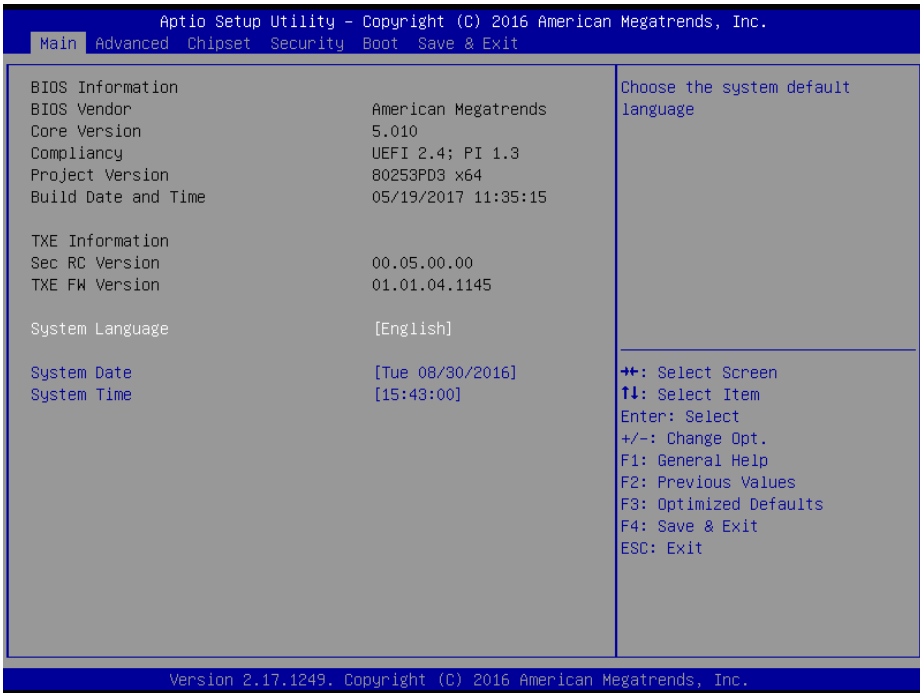 Aptio Setup Utility – Copyright (C) 2016 American Megatrends, Inc.
Main Advanced Chipset Security Boot Save & Exit
BIOS Information
BIOS Vendor American Megatrends
Core Version 5.010
Compliancy UEFI 2.4; PI 1.3
Project Version 80253PD3 x64
Build Date and Time 05/19/2017 11:35:15
TXE Information
Sec RC Version 00.05.00.00
TXE FW Version 01.01.04.1145
System Language [English]
System Date [Tue 08/30/2016]
System Time [15:43:00]
Choose the system default
language
→←: Select Screen
↑↓: Select Item
Enter: Select
+/-: Change Opt.
F1: General Help
F2: Previous Values
F3: Optimized Defaults
F4: Save & Exit
ESC: Exit
Version 2.17.1249. Copyright (C) 2016 American Megatrends, Inc.